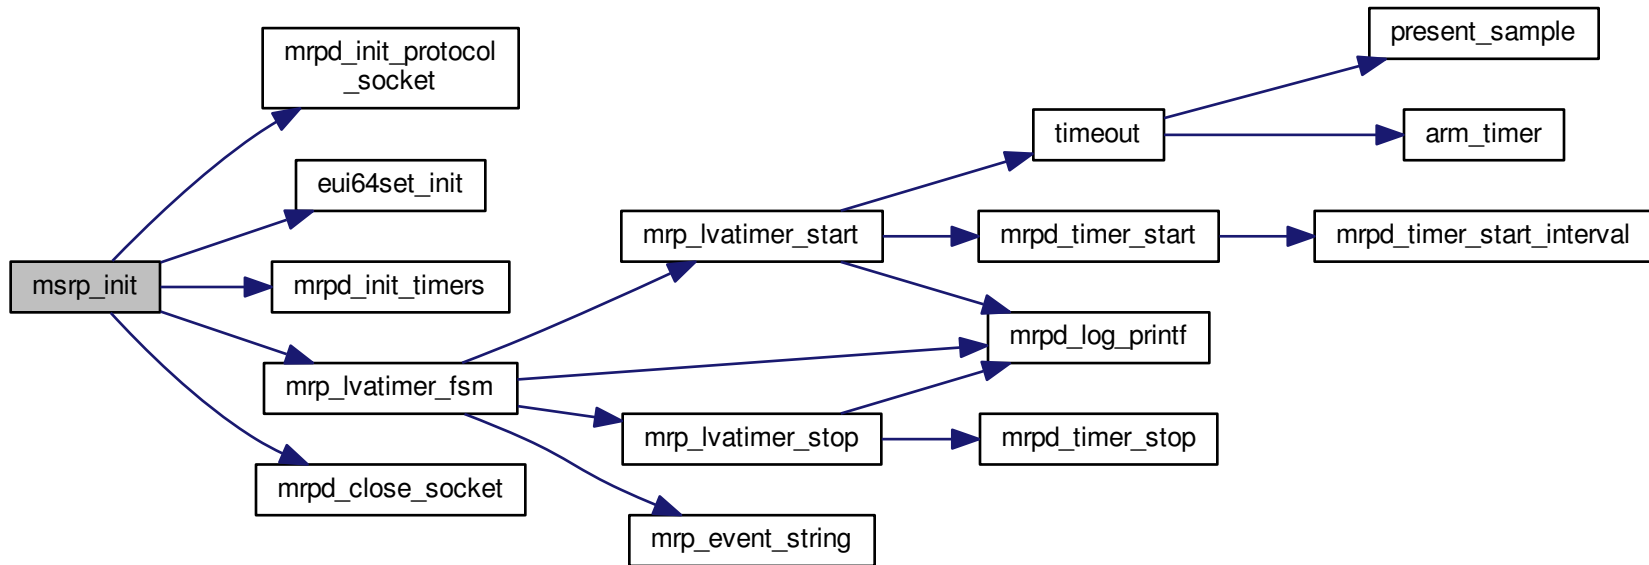 mrpd_init_protocol
_socket
present_sample
timeout
arm_timer
eui64set_init
mrp_lvatimer_start
mrpd_timer_start
mrpd_timer_start_interval
msrp_init
mrpd_init_timers
mrpd_log_printf
mrp_lvatimer_fsm
mrp_lvatimer_stop
mrpd_timer_stop
mrpd_close_socket
mrp_event_string